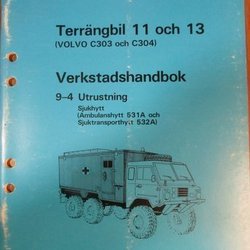 Terrängbil 11 och 13
(VOLVO C303 och C304)
Verkstadshandbok
9-4 Utrustning
Sjukhytt
(Ambulanshytt 531A och
Sjuktransporthytt 532A)